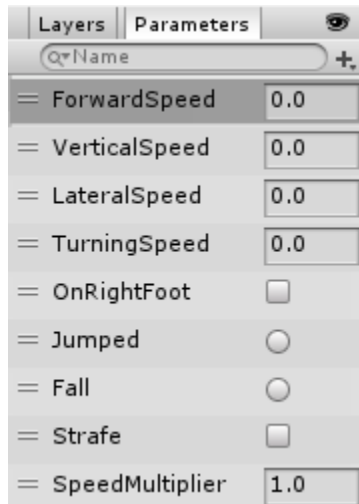 Layers Parameters
Name
ForwardSpeed 0.0
VerticalSpeed 0.0
LateralSpeed 0.0
TurningSpeed 0.0
OnRightFoot
Jumped
Fall
Strafe
SpeedMultiplier 1.0